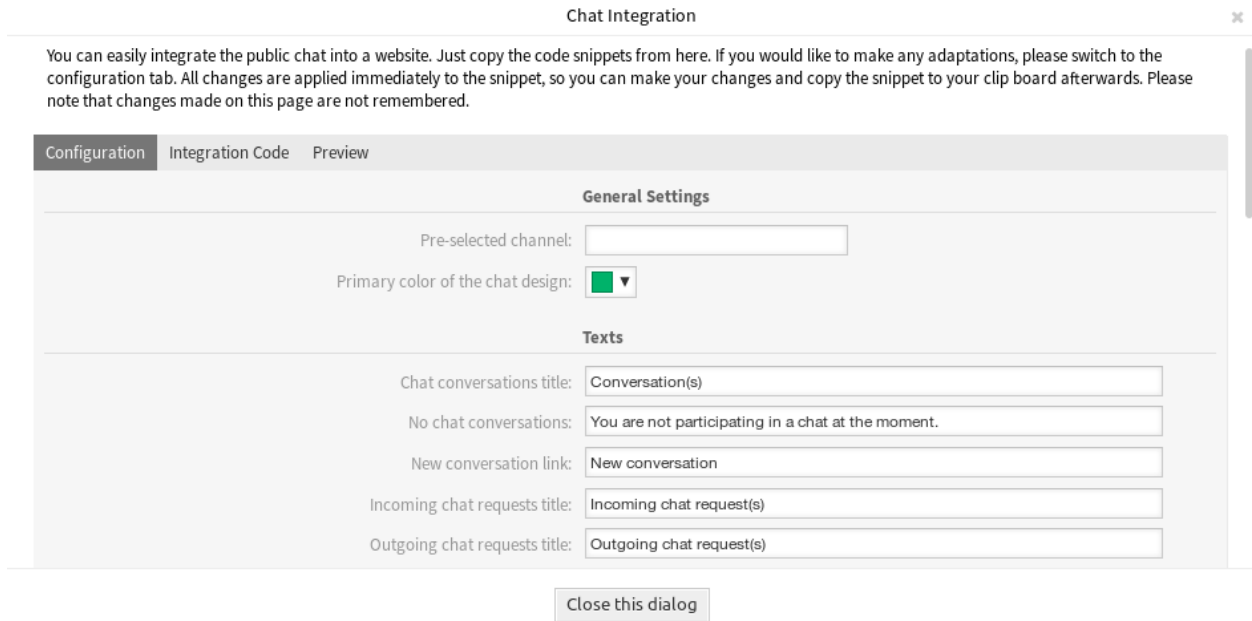 Chat Integration
You can easily integrate the public chat into a website. Just copy the code snippets from here. If you would like to make any adaptations, please switch to the
configuration tab. All changes are applied immediately to the snippet, so you can make your changes and copy the snippet to your clip board afterwards. Please
note that changes made on this page are not remembered.
Configuration Integration Code Preview
General Settings
Pre-selected channel:
Primary color of the chat design:
Texts
Chat conversations title: Conversation(s)
No chat conversations: You are not participating in a chat at the moment.
New conversation link: New conversation
Incoming chat requests title: Incoming chat request(s)
Outgoing chat requests title: Outgoing chat request(s)
Close this dialog